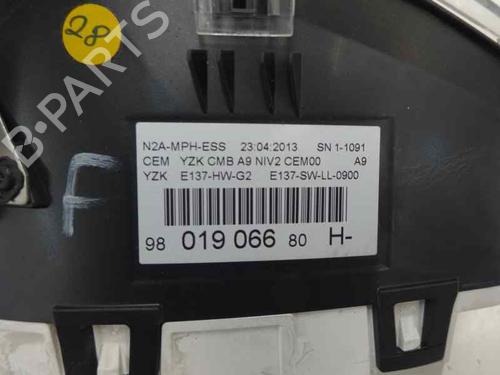 28
B-PARTS
N2A-MPH-ESS 23:04:2013 SN 1-1091
CEM YZK CMB A9 NIV2 CEM00 A9
YZK E137-HW-G2 E137-SW-LL-0900
98 019 066 80 H-
F